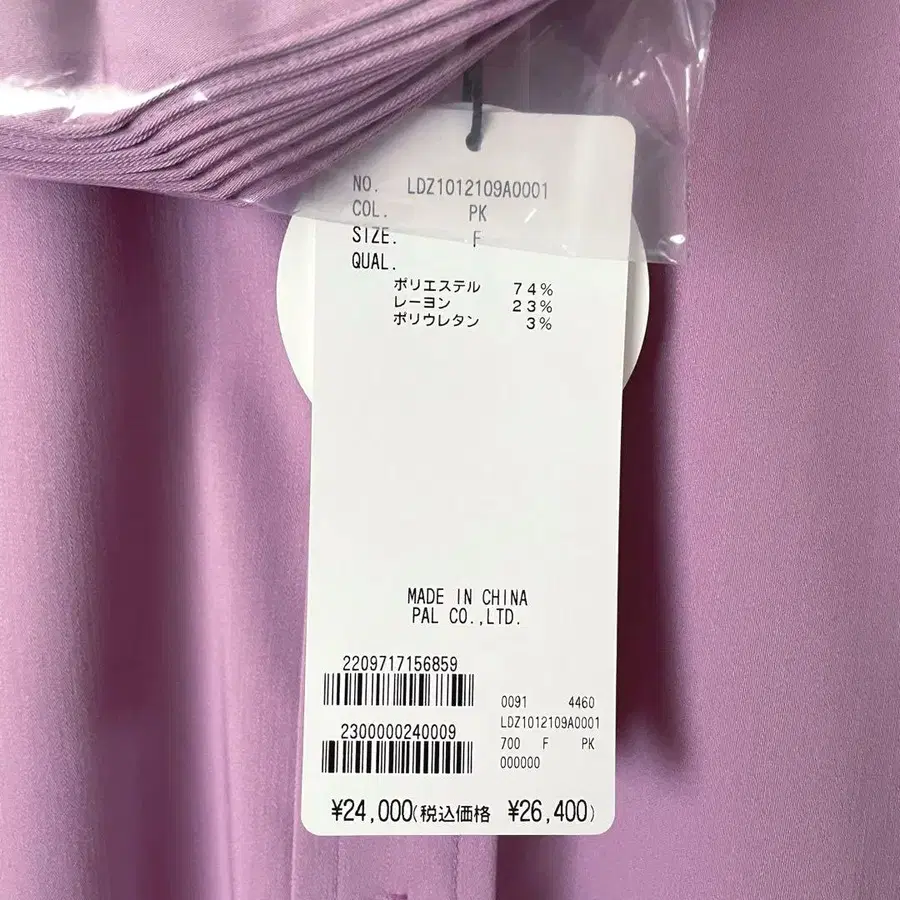 NO. LDZ1012109A0001
COL. PK
SIZE. F
QUAL.
ポリエステル 74%
レーヨン 23%
ポリウレタン 3%
MADE IN CHINA
PAL CO.,LTD.
2209717156859
2300000240009
0091 4460
LDZ1012109A0001
700 F PK
000000
¥24,000(税込価格 ¥26,400)